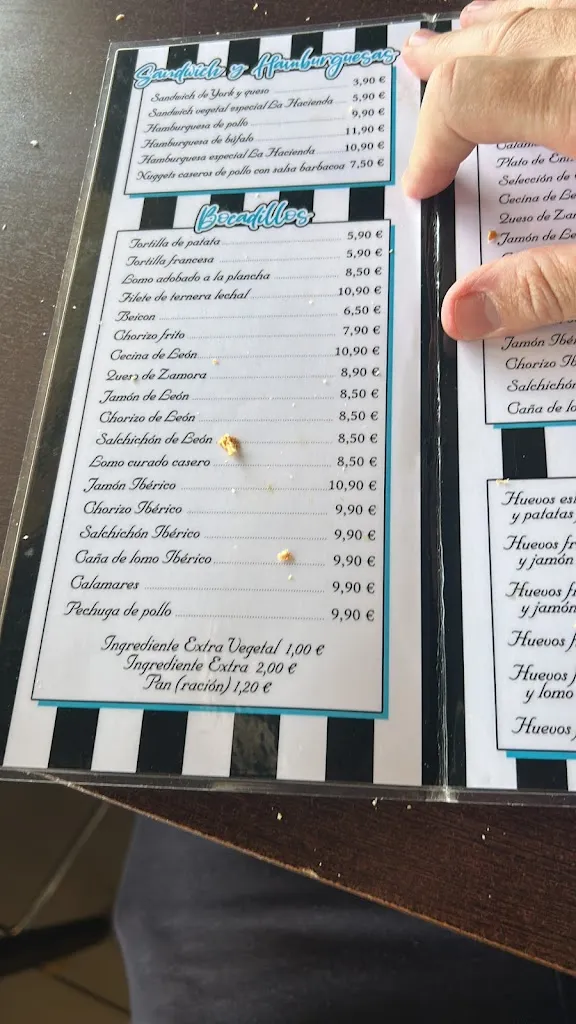 Sandwich y Hamburguesas
Sandwich de York y queso 3,90 €
Sandwich vegetal especial La Hacienda 5,90 €
Hamburguesa de pollo 9,90 €
Hamburguesa de búfalo 11,90 €
Hamburguesa especial La Hacienda 10,90 €
Nuggets caseros de pollo con salsa barbacoa 7,50 €
Bocadillos
Tortilla de patata 5,90 €
Tortilla francesa 5,90 €
Lomo adobado a la plancha 8,50 €
Filete de ternera lechal 10,90 €
Beicon 6,50 €
Chorizo frito 7,90 €
Cecina de León 10,90 €
Queso de Zamora 8,90 €
Jamón de León 8,50 €
Chorizo de León 8,50 €
Salchichón de León 8,50 €
Lomo curado casero 8,50 €
Jamón Ibérico 10,90 €
Chorizo Ibérico 9,90 €
Salchichón Ibérico 9,90 €
Caña de lomo Ibérico 9,90 €
Calamares 9,90 €
Pechuga de pollo 9,90 €
Ingrediente Extra Vegetal 1,00 €
Ingrediente Extra 2,00 €
Pan (ración) 1,20 €
Plato de
Selección de
Cecina de Le
Queso de Zamo
Jamón de Le
Jamón Ibér
Chorizo Ib
Salchichón
Caña de lo
Huevos es
y patatas
Huevos fr
y jamón
Huevos f
y jamón
Huevos f
Huevos f
y lomo
Huevos